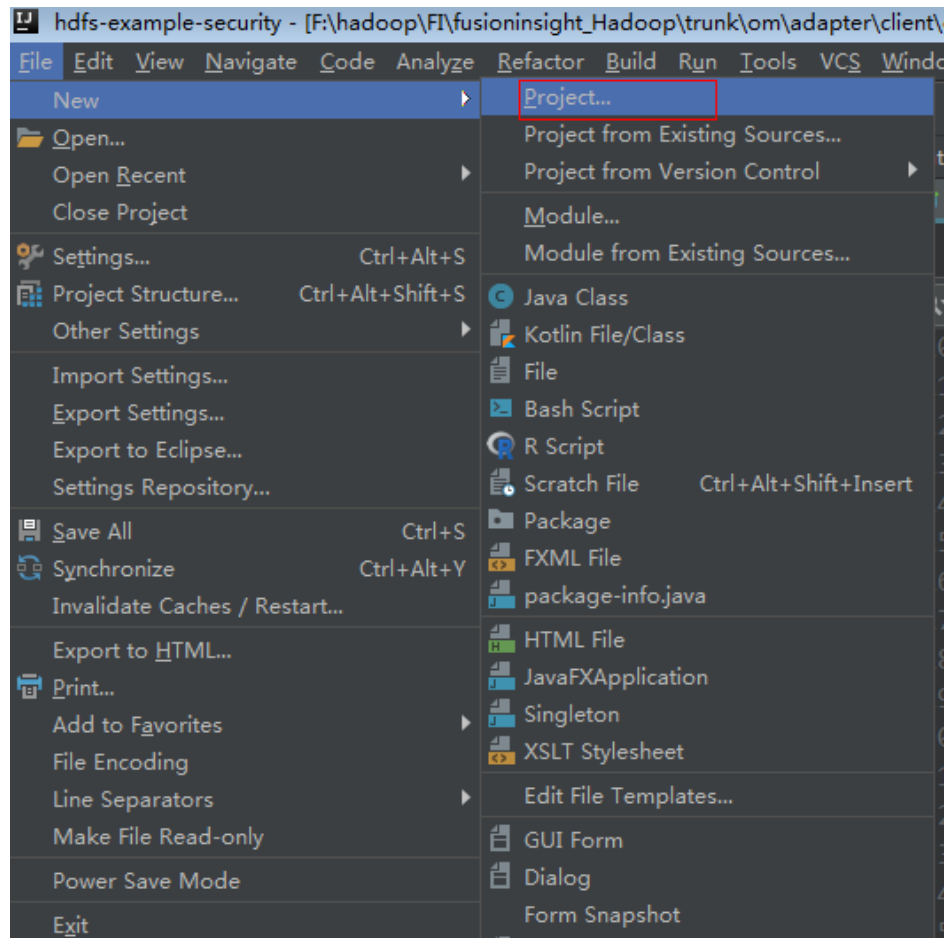 hdfs-example-security - [F:\hadoop\FI\fusioninsight_Hadoop\trunk\om\adapter\client\
File Edit View Navigate Code Analyze Refactor Build Run Tools VCS
New
Open...
Open Recent
Close Project
Settings... Ctrl+Alt+S
Project Structure... Ctrl+Alt+Shift+S
Other Settings
Import Settings...
Export Settings...
Export to Eclipse...
Settings Repository...
Save All Ctrl+S
Synchronize Ctrl+Alt+Y
Invalidate Caches / Restart...
Export to HTML...
Print...
Add to Favorites
File Encoding
Line Separators
Make File Read-only
Power Save Mode
Exit
Project...
Project from Existing Sources...
Project from Version Control
Module...
Module from Existing Sources...
Java Class
Kotlin File/Class
File
Bash Script
R Script
Scratch File Ctrl+Alt+Shift+Insert
Package
FXML File
package-info.java
HTML File
JavaFXApplication
Singleton
XSLT Stylesheet
Edit File Templates...
GUI Form
Dialog
Form Snapshot